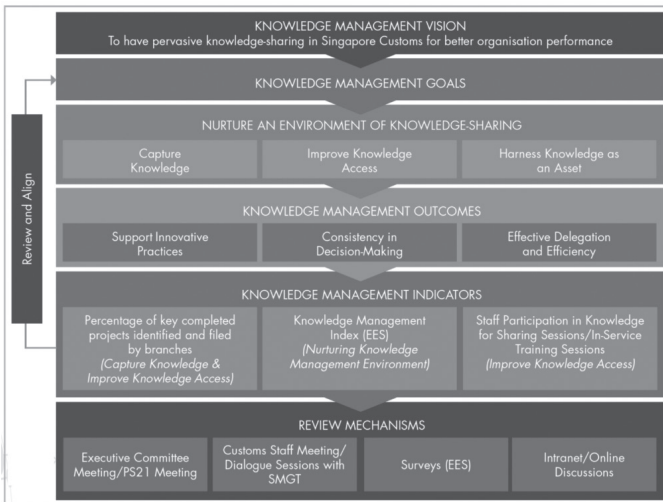 KNOWLEDGE MANAGEMENT VISION
To have pervasive knowledge-sharing in Singapore Customs for better organisation performance
KNOWLEDGE MANAGEMENT GOALS
NURTURE AN ENVIRONMENT OF KNOWLEDGE-SHARING
Capture
Knowledge
Improve Knowledge
Access
Harness Knowledge as
an Asset
KNOWLEDGE MANAGEMENT OUTCOMES
Support Innovative
Practices
Consistency in
Decision-Making
Effective Delegation
and Efficiency
KNOWLEDGE MANAGEMENT INDICATORS
Percentage of key completed
projects identified and filed
by branches
(Capture Knowledge &
Improve Knowledge Access)
Knowledge Management
Index (EES)
(Nurturing Knowledge
Management Environment)
Staff Participation in Knowledge
for Sharing Sessions/In-Service
Training Sessions
(Improve Knowledge Access)
REVIEW MECHANISMS
Executive Committee
Meeting/PS21 Meeting
Customs Staff Meeting/
Dialogue Sessions with
SMGT
Surveys (EES)
Intranet/Online
Discussions
Review and Align